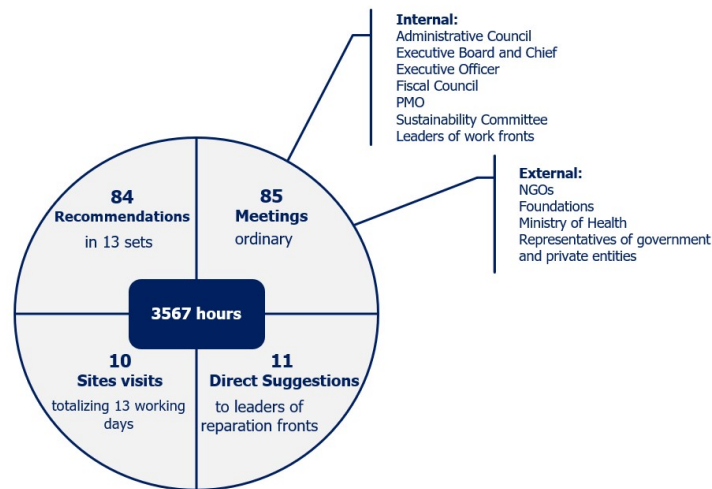 Internal:
Administrative Council
Executive Board and Chief
Executive Officer
Fiscal Council
PMO
Sustainability Committee
Leaders of work fronts
External:
NGOs
Foundations
Ministry of Health
Representatives of government
and private entities
84
Recommendations
in 13 sets
85
Meetings
ordinary
3567 hours
10
Sites visits
totalizing 13 working
days
11
Direct Suggestions
to leaders of
reparation fronts